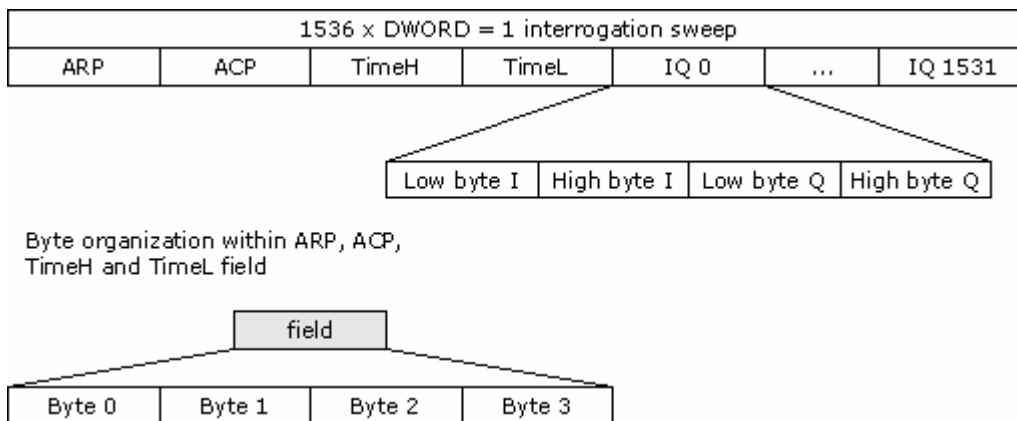 1536 x DWORD = 1 interrogation sweep
ARP ACP TimeH TimeL IQ 0 ... IQ 1531
Low byte I High byte I Low byte Q High byte Q
Byte organization within ARP, ACP,
TimeH and TimeL field
field
Byte 0 Byte 1 Byte 2 Byte 3